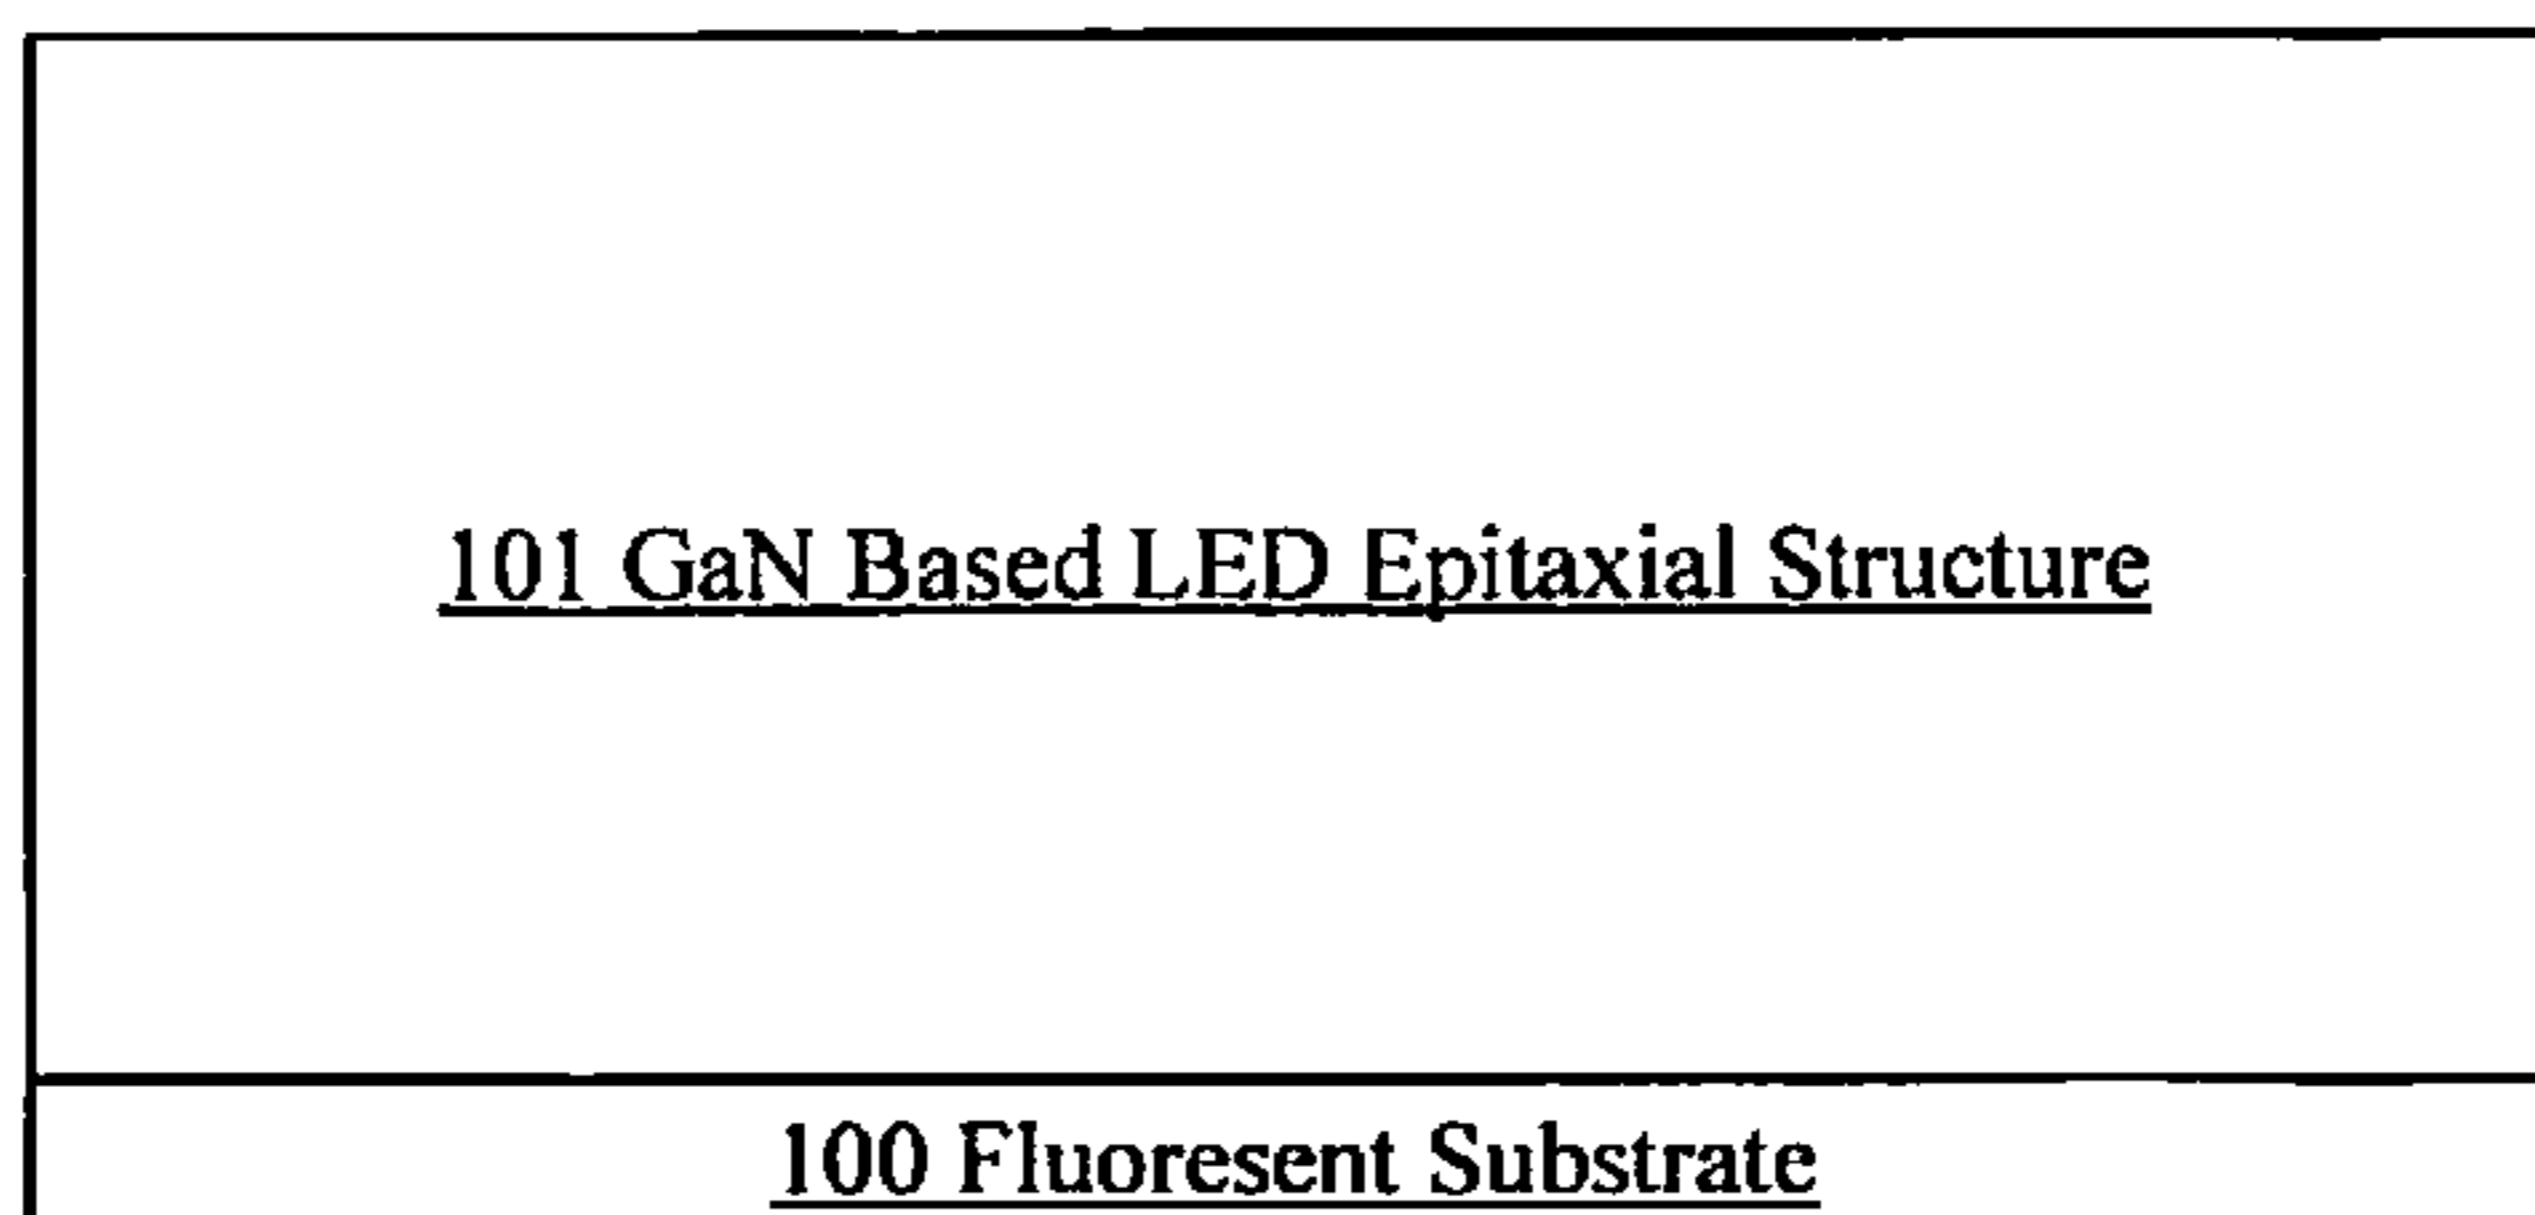 101 GaN Based LED Epitaxial Structure
100 Fluoresent Substrate